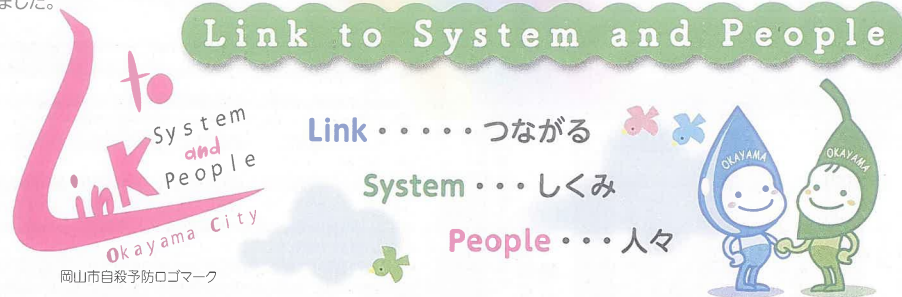 ました。
Link to System and People
Link to
System
and
People
Okayama City
岡山市自殺予防ロゴマーク
Link・・・・・つながる
System・・・しくみ
People・・・人々
OKAYAMA
OKAYAMA